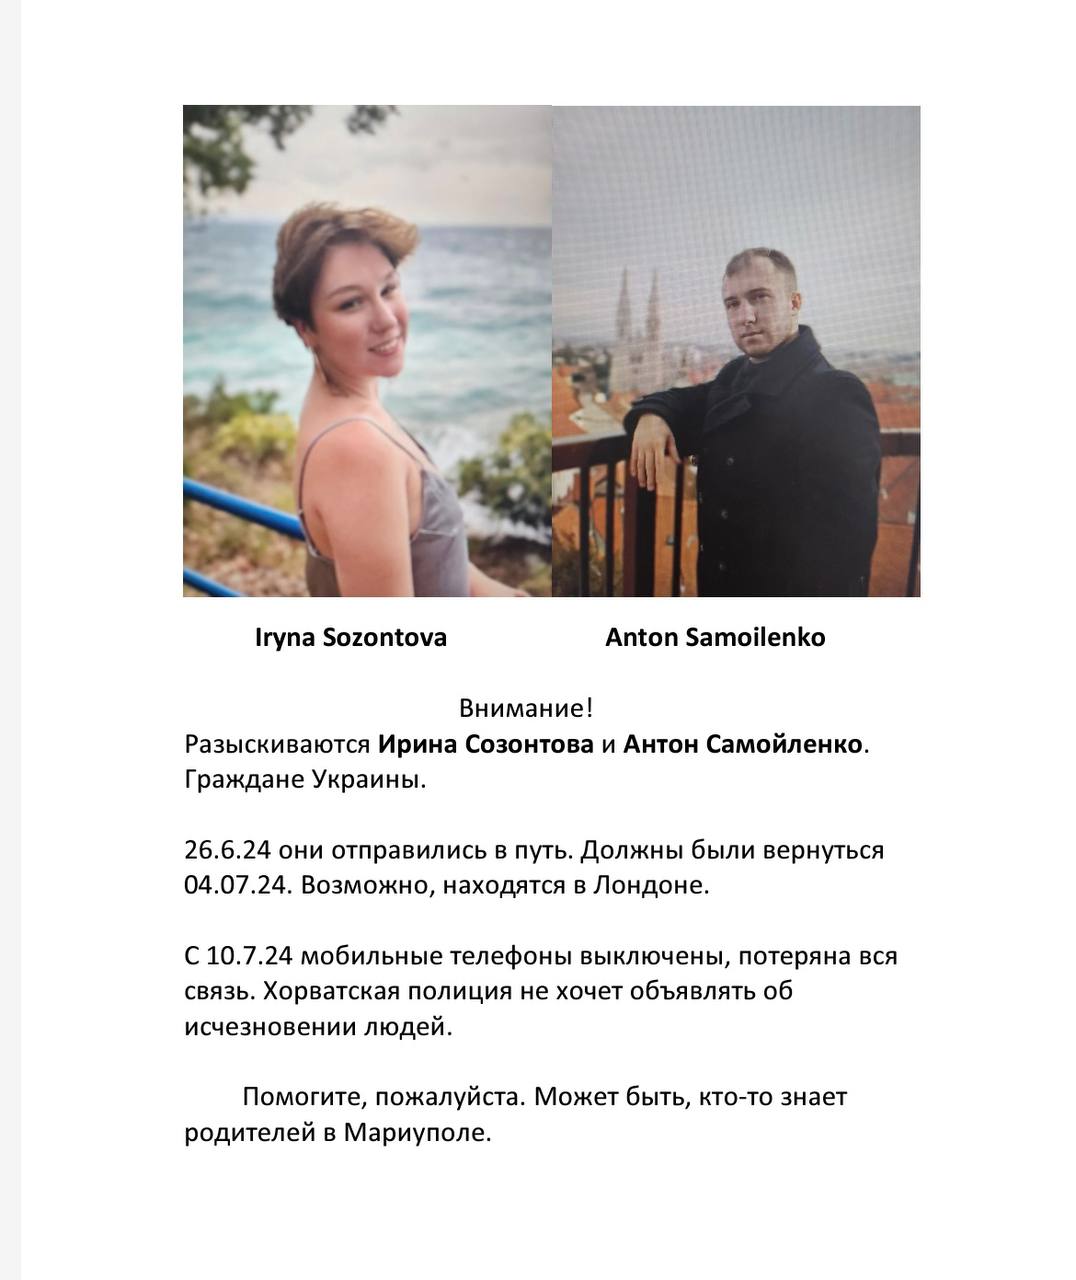 Iryna Sozontova Anton Samoilenko
Внимание!
Разыскиваются Ирина Созонтова и Антон Самойленко.
Граждане Украины.
26.6.24 они отправились в путь. Должны были вернуться
04.07.24. Возможно, находятся в Лондоне.
С 10.7.24 мобильные телефоны выключены, потеряна вся
связь. Хорватская полиция не хочет объявлять об
исчезновении людей.
Помогите, пожалуйста. Может быть, кто-то знает
родителей в Мариуполе.